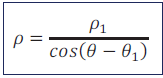 ρ = ρ₁ / cos(θ − θ₁)